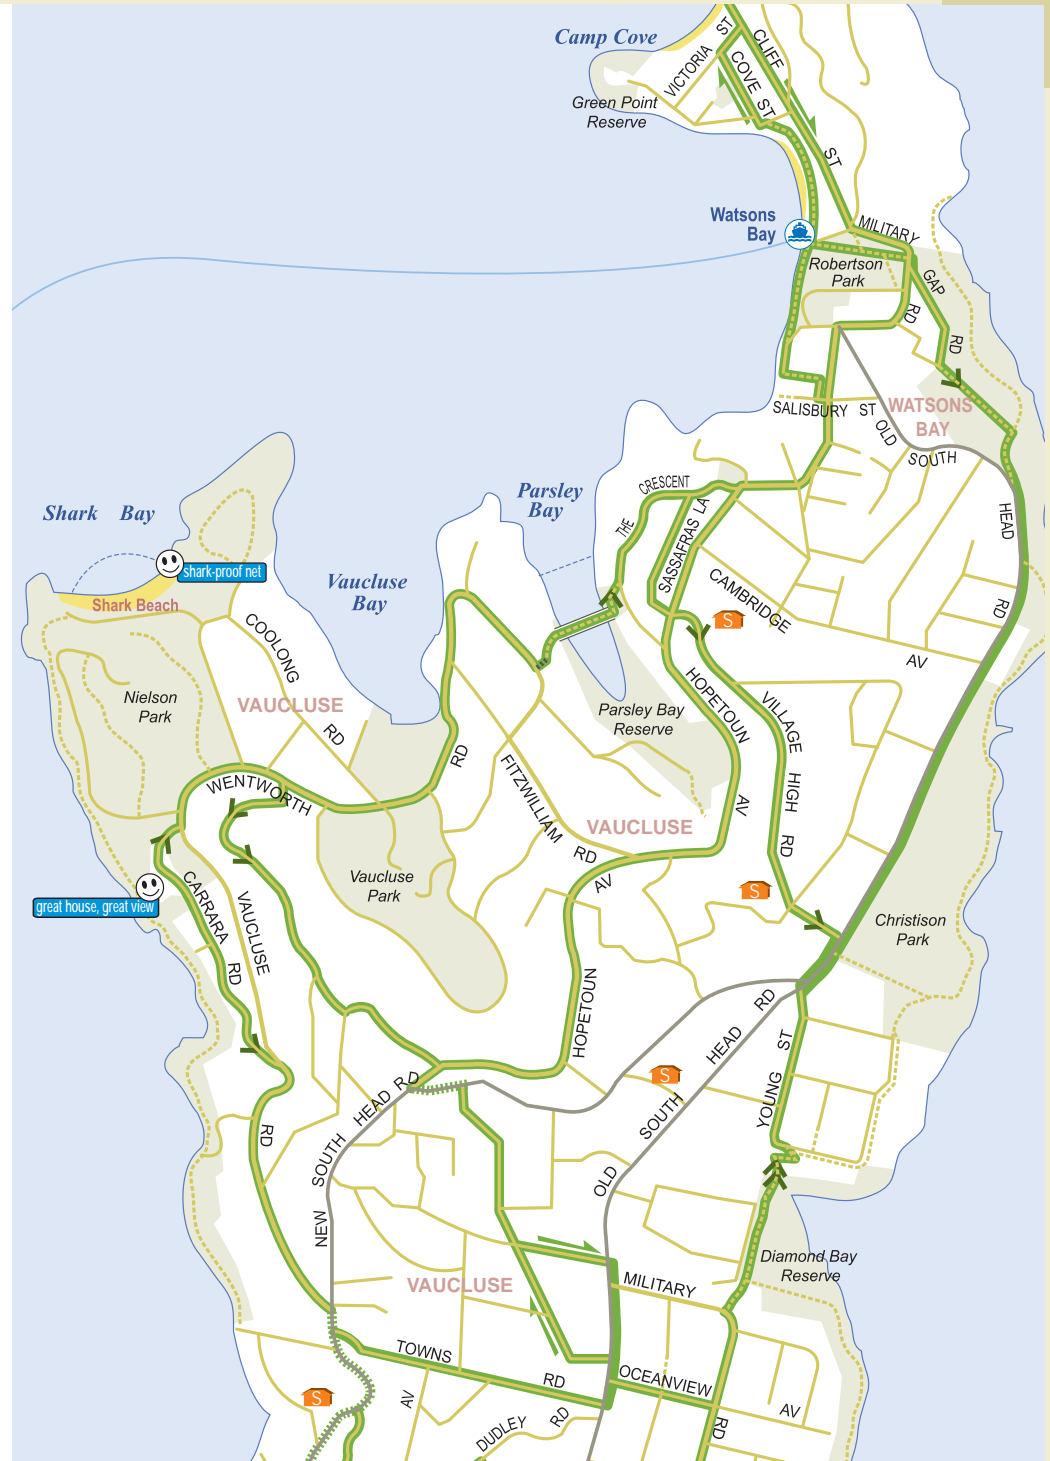 Camp Cove
VICTORIA
ST
CLIFF
COVE ST
Green Point
Reserve
ST
Watsons
Bay
MILITARY
Robertson
Park
GAP
RD
RD
SALISBURY ST
WATSONS
BAY
OLD
SOUTH
HEAD
RD
THE
CRESCENT
SASSAFRAS LA
Parsley
Bay
Shark Bay
shark-proof net
Shark Beach
Vaucluse
Bay
COOLONG
RD
CAMBRIDGE
AV
S
Nielson
Park
VAUCLUSE
HOPETOUN
AV
Parsley Bay
Reserve
VILLAGE
HIGH
RD
WENTWORTH
RD
FITZWILLIAM
RD
VAUCLUSE
AV
Vaucluse
Park
S
great house, great view
CARRARA
RD
VAUCLUSE
Christison
Park
HOPETOUN
RD
HEAD
SOUTH
OLD
S
YOUNG
ST
RD
NEW
SOUTH
HEAD
RD
Diamond Bay
Reserve
VAUCLUSE
MILITARY
TOWNS
RD
OCEANVIEW
AV
S
AV
DUDLEY
RD
RD